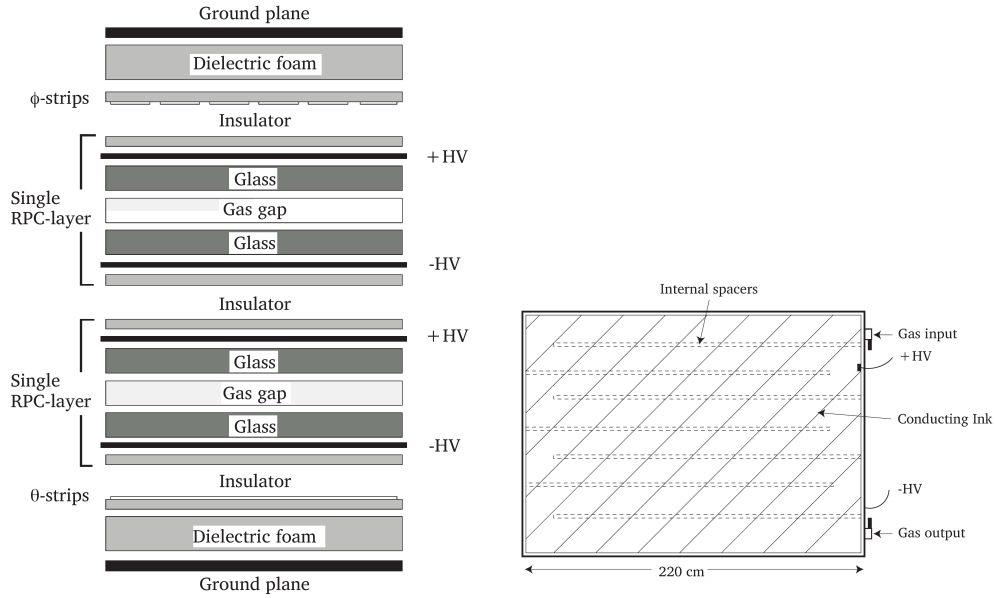 Ground plane
Dielectric foam
ϕ-strips
Insulator
+HV
Glass
Single
RPC-layer
Gas gap
Glass
-HV
Insulator
+HV
Glass
Single
RPC-layer
Gas gap
Glass
-HV
Insulator
θ-strips
Dielectric foam
Ground plane
Internal spacers
Gas input
+HV
Conducting Ink
-HV
Gas output
220 cm